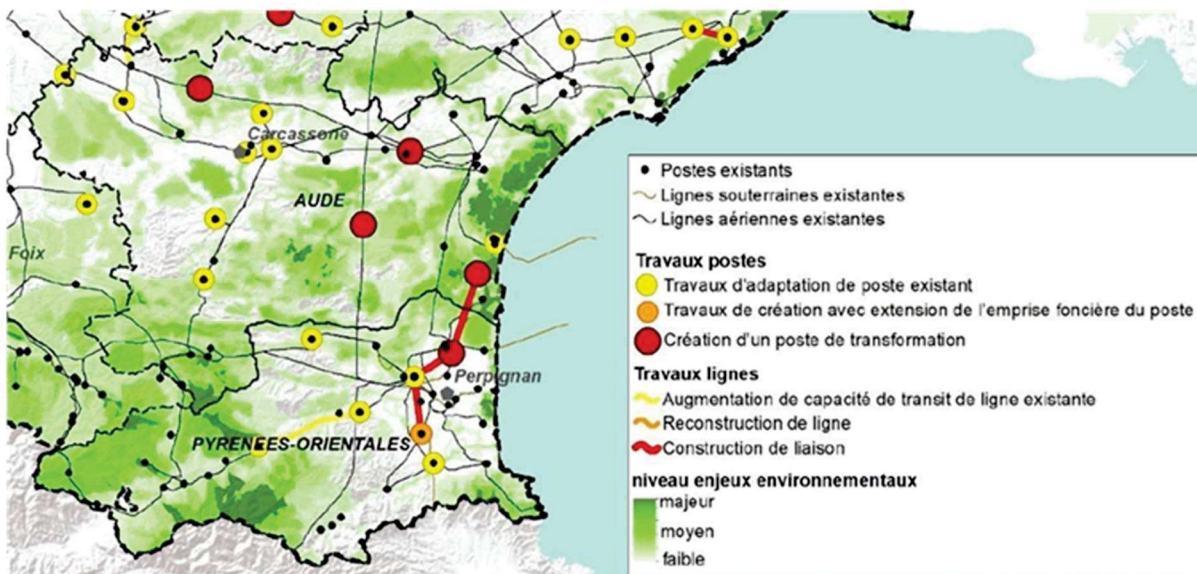 Carcassone
AUDE
Foix
Perpignan
PYRENEES-ORIENTALES
Postes existants
Lignes souterraines existantes
Lignes aériennes existantes
Travaux postes
Travaux d'adaptation de poste existant
Travaux de création avec extension de l'emprise foncière du poste
Création d'un poste de transformation
Travaux lignes
Augmentation de capacité de transit de ligne existante
Reconstruction de ligne
Construction de liaison
niveau enjeux environnementaux
majeur
moyen
faible